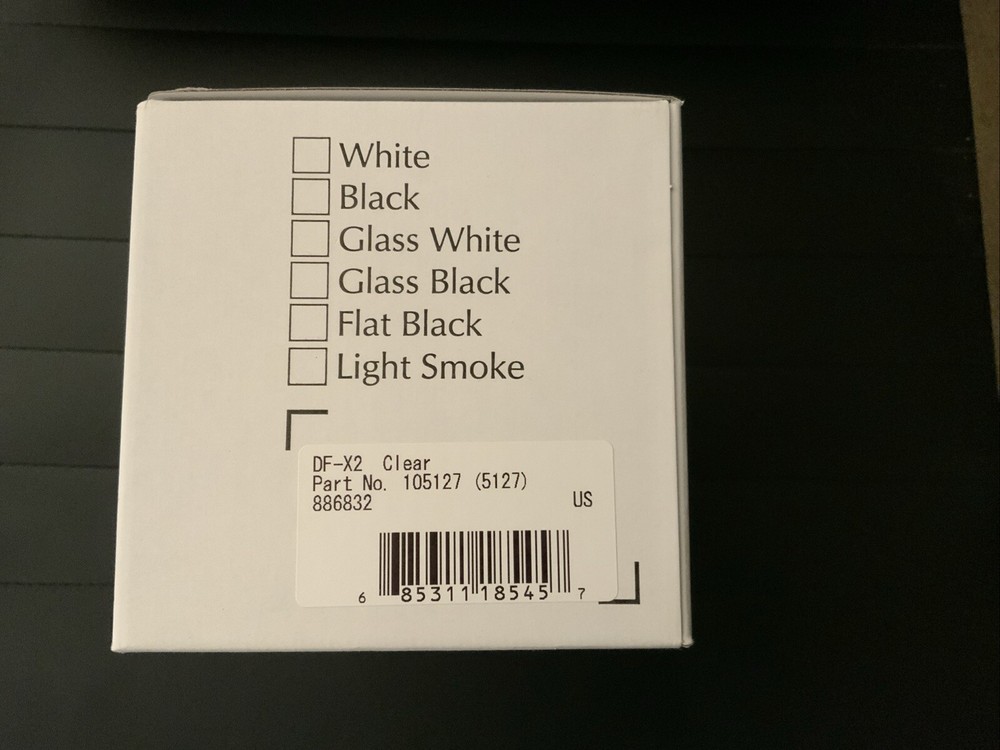 White
Black
Glass White
Glass Black
Flat Black
Light Smoke
DF-X2 Clear
Part No. 105127 (5127)
886832 US
6 85311 18545 7